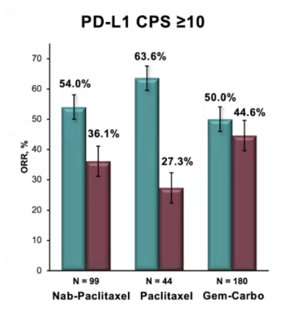 PD-L1 CPS ≥10
ORR, %
70
60
50
40
30
20
10
0
54.0%
36.1%
63.6%
27.3%
50.0%
44.6%
N = 99
N = 44
N = 180
Nab-Paclitaxel
Paclitaxel
Gem-Carbo